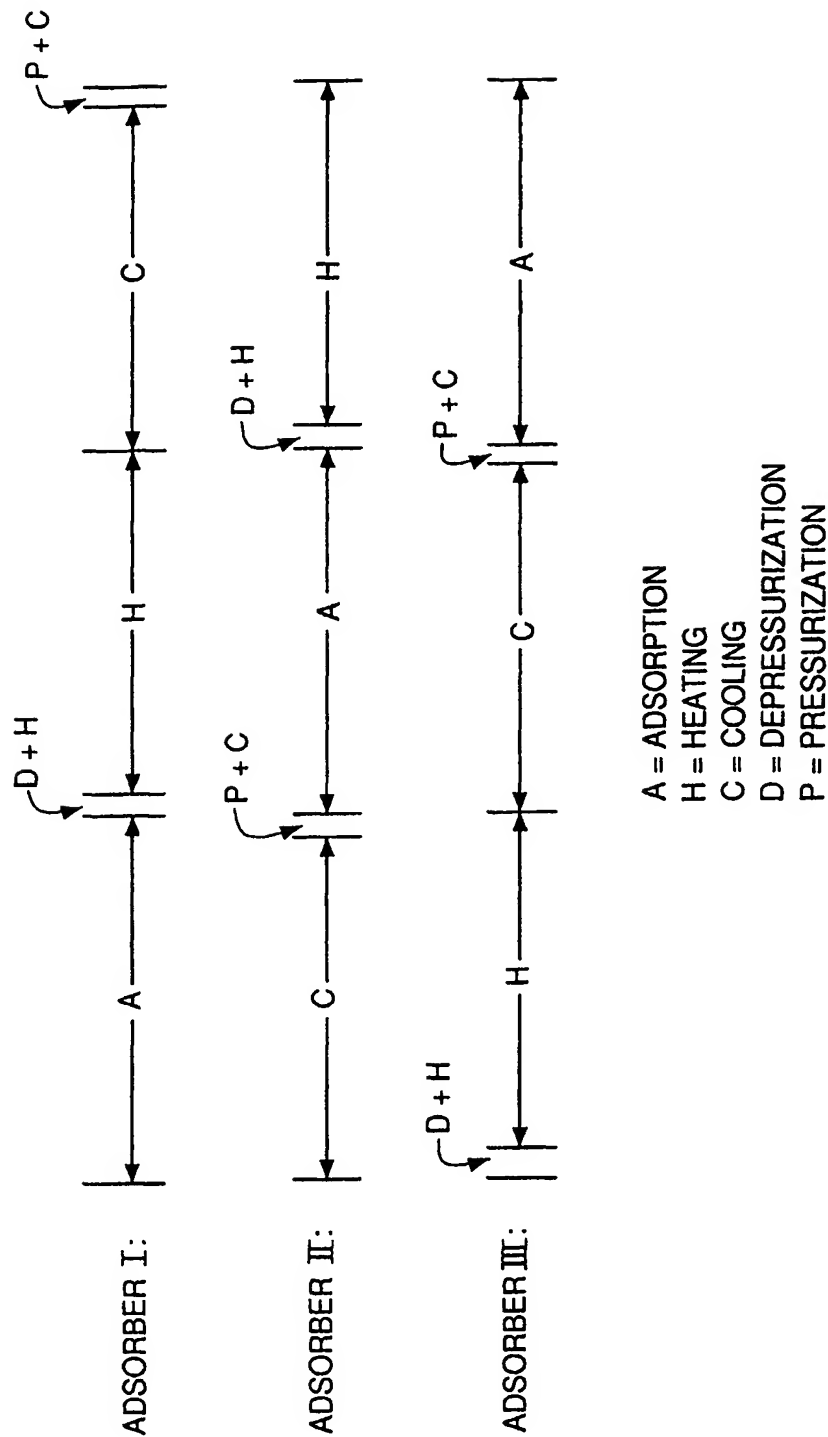 ADSORBER I:
A
D + H
H
C
P + C
ADSORBER II:
C
P + C
A
D + H
H
ADSORBER III:
D + H
H
C
P + C
A
A = ADSORPTION
H = HEATING
C = COOLING
D = DEPRESSURIZATION
P = PRESSURIZATION